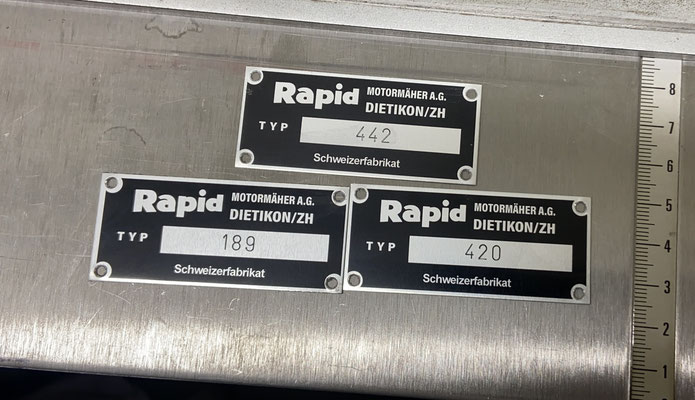 Rapid MOTORMÄHER A.G.
DIETIKON/ZH
TYP 442
Schweizerfabrikat
Rapid MOTORMÄHER A.G.
DIETIKON/ZH
TYP 189
Schweizerfabrikat
Rapid MOTORMÄHER A.G.
DIETIKON/ZH
TYP 420
Schweizerfabrikat
8
7
6
5
4
3
2
1